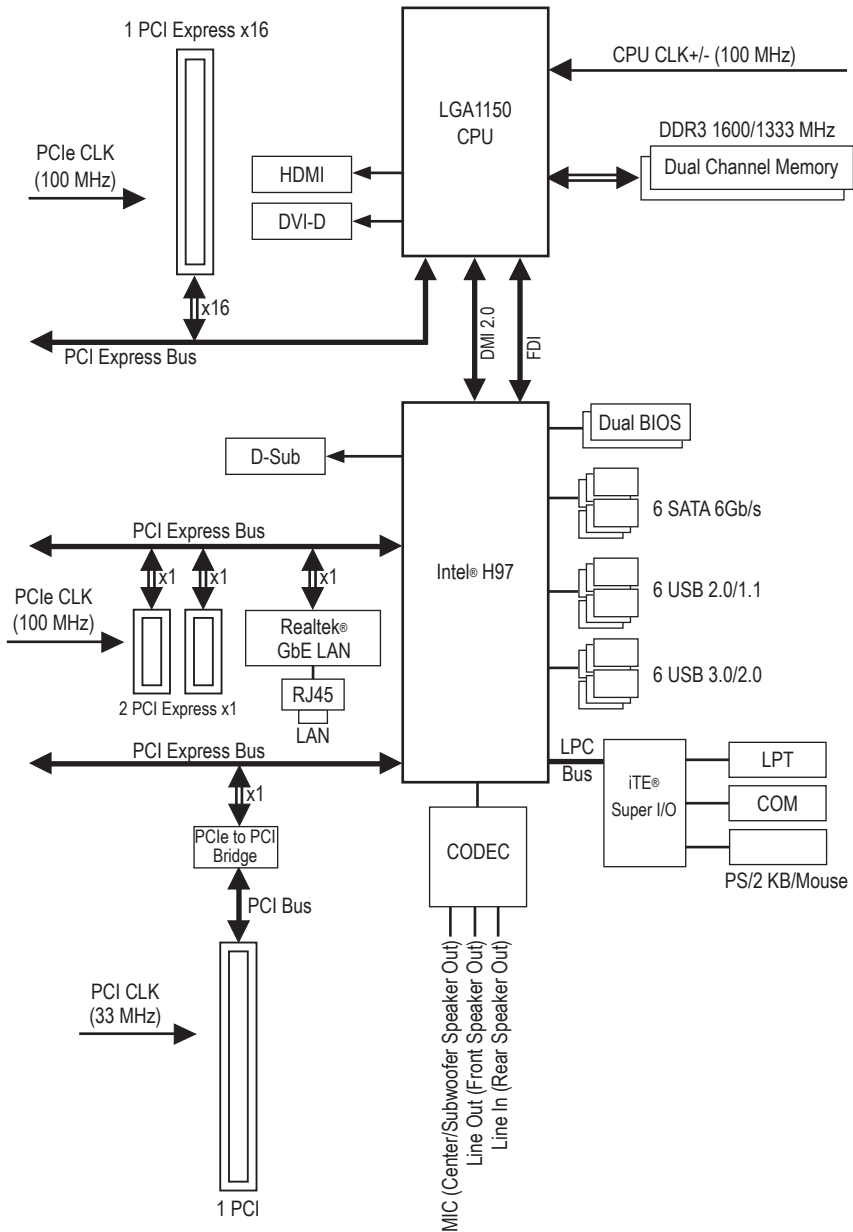 1 PCI Express x16
CPU CLK+/- (100 MHz)
LGA1150
CPU
DDR3 1600/1333 MHz
Dual Channel Memory
PCIe CLK
(100 MHz)
HDMI
DVI-D
x16
PCI Express Bus
DMI 2.0
FDI
Dual BIOS
D-Sub
6 SATA 6Gb/s
PCI Express Bus
x1
x1
x1
Intel® H97
6 USB 2.0/1.1
PCIe CLK
(100 MHz)
Realtek®
GbE LAN
6 USB 3.0/2.0
RJ45
2 PCI Express x1
LAN
PCI Express Bus
LPC
Bus
iTE®
Super I/O
LPT
COM
PS/2 KB/Mouse
x1
PCIe to PCI
Bridge
CODEC
PCI Bus
PCI CLK
(33 MHz)
MIC (Center/Subwoofer Speaker Out)
Line Out (Front Speaker Out)
Line In (Rear Speaker Out)
1 PCI